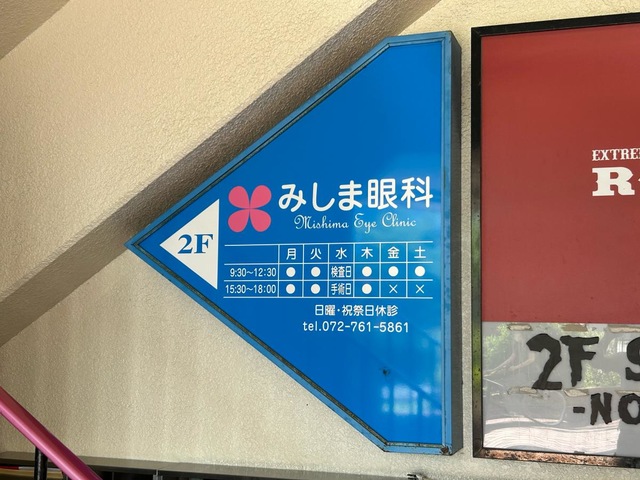 みしま眼科
Mishima Eye Clinic
2F
月 火 水 木 金 土
9:30〜12:30 ● ● 検査日 ● ● ●
15:30〜18:00 ● ● 手術日 ● × ×
日曜・祝祭日休診
tel.072-761-5861
EXTRE
R
2F S
-NO